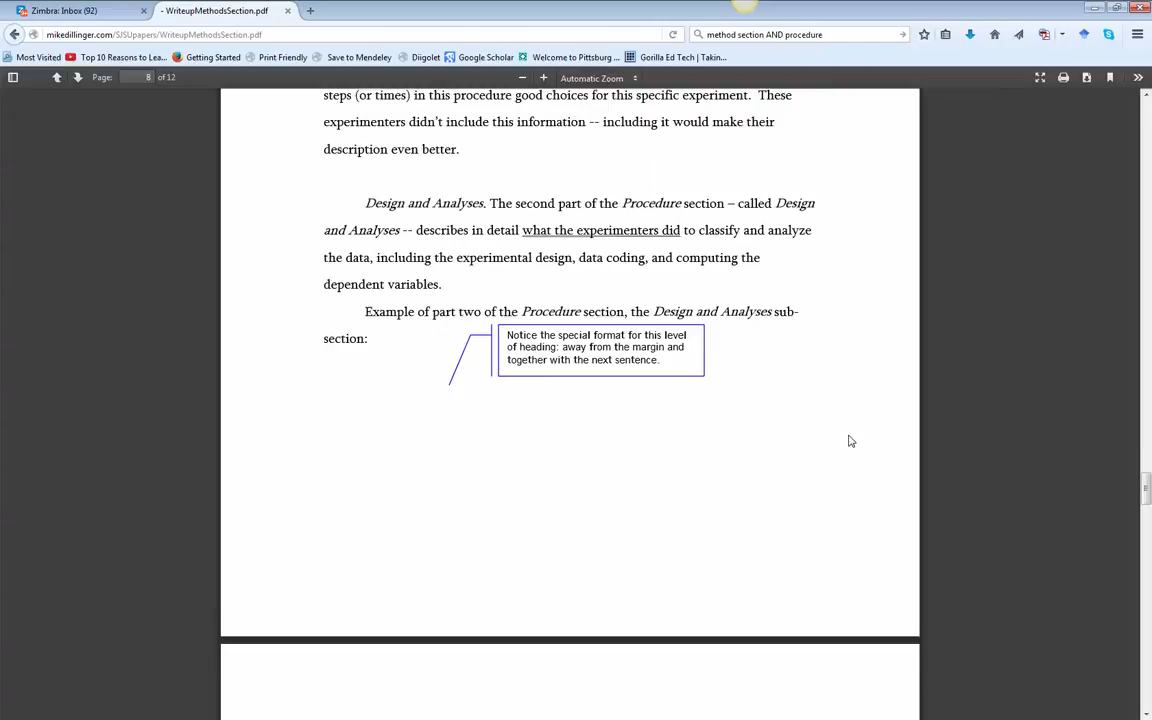 Zimbra: Inbox (92)
- WriteupMethodsSection.pdf
mikedillinger.com/SJSUpapers/WriteupMethodsSection.pdf
method section AND procedure
Most Visited
Top 10 Reasons to Lea...
Getting Started
Print Friendly
Save to Mendeley
Diigolet
Google Scholar
Welcome to Pittsburg ...
Gorilla Ed Tech | Takin...
Page: 8 of 12
Automatic Zoom
steps (or times) in this procedure good choices for this specific experiment.  These
experimenters didn't include this information -- including it would make their
description even better.
Design and Analyses. The second part of the Procedure section – called Design
and Analyses -- describes in detail what the experimenters did to classify and analyze
the data, including the experimental design, data coding, and computing the
dependent variables.
Example of part two of the Procedure section, the Design and Analyses sub-
section:
Notice the special format for this level
of heading: away from the margin and
together with the next sentence.